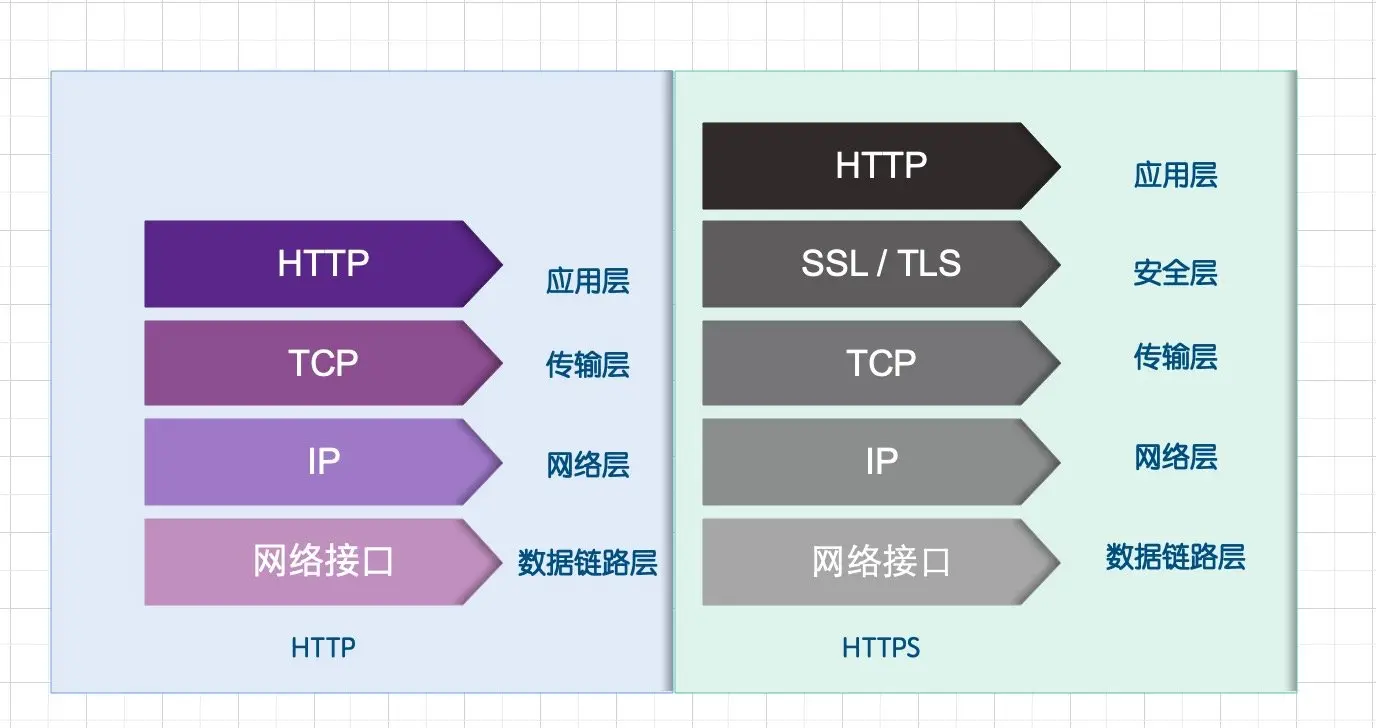 HTTP
应用层
TCP
传输层
IP
网络层
网络接口
数据链路层
HTTP
HTTP
应用层
SSL / TLS
安全层
TCP
传输层
IP
网络层
网络接口
数据链路层
HTTPS